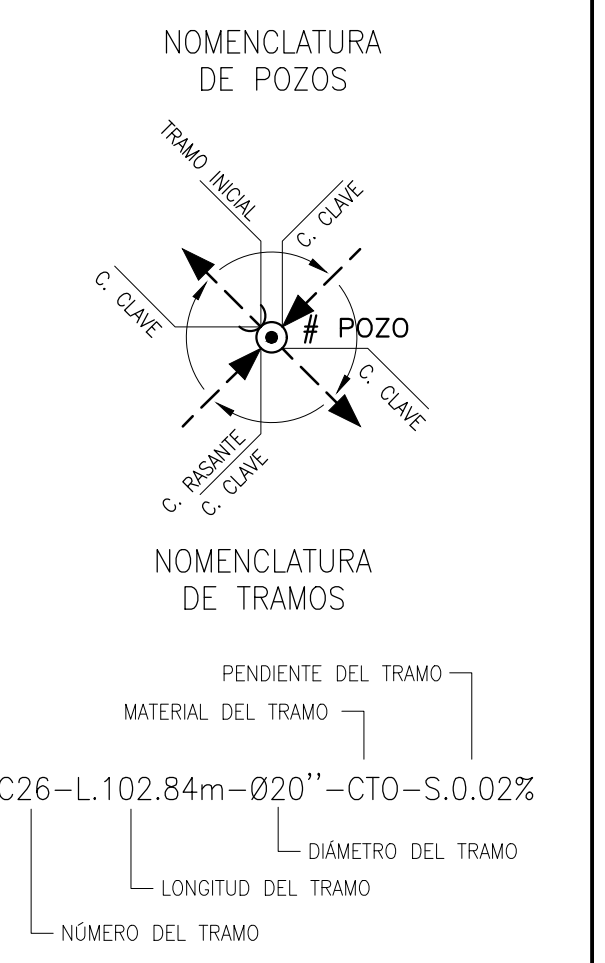 NOMENCLATURA
DE POZOS
TRAMO INICIAL
C. CLAVE
C. CLAVE
# POZO
C. CLAVE
C. RASANTE
C. CLAVE
NOMENCLATURA
DE TRAMOS
PENDIENTE DEL TRAMO
MATERIAL DEL TRAMO
C26-L.102.84m-Ø20''-CTO-S.0.02%
DIÁMETRO DEL TRAMO
LONGITUD DEL TRAMO
NÚMERO DEL TRAMO